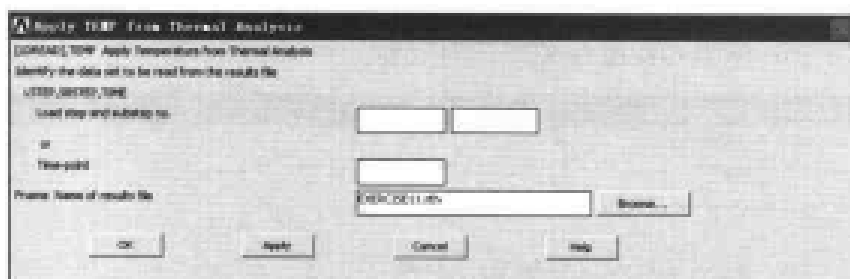 Apply TEMP from Thermal Analysis
[LDREAD],TEMP Apply Temperature from Thermal Analysis
Identify the data set to be read from the results file
LSTEP,SBSTEP,TIME
Load step and substep no.
or
Time-point
Fname Name of results file
Browse...
OK Apply Cancel Help